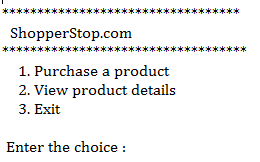 **********************************
ShopperStop.com
***********************************
1. Purchase a product
2. View product details
3. Exit
Enter the choice :